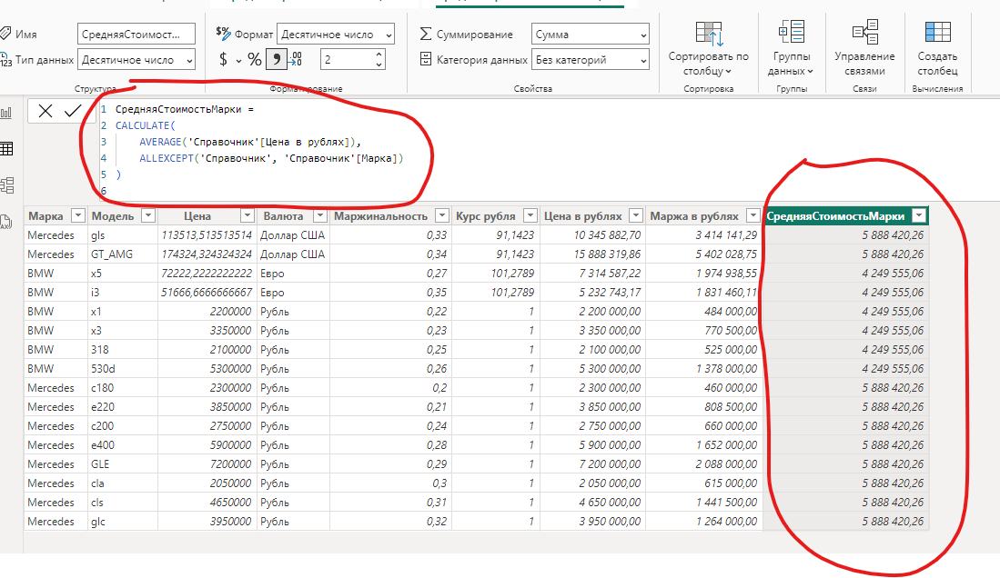 Имя СредняяСтоимост... Формат Десятичное число Суммирование Сумма
Тип данных Десятичное число $ % 2 Категория данных Без категорий
Сортировать по столбцу Группы данных Управление связями Создать столбец
Структура Форматирование Свойства Сортировка Группы Связи Вычисления
1 СредняяСтоимостьМарки =
2 CALCULATE(
3 AVERAGE('Справочник'[Цена в рублях]),
4 ALLEXCEPT('Справочник', 'Справочник'[Марка])
5 )
6
Марка Модель Цена Валюта Маржинальность Курс рубля Цена в рублях Маржа в рублях СредняяСтоимостьМарки
Mercedes gls 113513,513513514 Доллар США 0,33 91,1423 10 345 882,70 3 414 141,29 5 888 420,26
Mercedes GT_AMG 174324,324324324 Доллар США 0,34 91,1423 15 888 319,86 5 402 028,75 5 888 420,26
BMW x5 72222,2222222222 Евро 0,27 101,2789 7 314 587,22 1 974 938,55 4 249 555,06
BMW i3 51666,6666666667 Евро 0,35 101,2789 5 232 743,17 1 831 460,11 4 249 555,06
BMW x1 2200000 Рубль 0,22 1 2 200 000,00 484 000,00 4 249 555,06
BMW x3 3350000 Рубль 0,23 1 3 350 000,00 770 500,00 4 249 555,06
BMW 318 2100000 Рубль 0,25 1 2 100 000,00 525 000,00 4 249 555,06
BMW 530d 5300000 Рубль 0,26 1 5 300 000,00 1 378 000,00 4 249 555,06
Mercedes c180 2300000 Рубль 0,2 1 2 300 000,00 460 000,00 5 888 420,26
Mercedes e220 3850000 Рубль 0,21 1 3 850 000,00 808 500,00 5 888 420,26
Mercedes c200 2750000 Рубль 0,24 1 2 750 000,00 660 000,00 5 888 420,26
Mercedes e400 5900000 Рубль 0,28 1 5 900 000,00 1 652 000,00 5 888 420,26
Mercedes GLE 7200000 Рубль 0,29 1 7 200 000,00 2 088 000,00 5 888 420,26
Mercedes cla 2050000 Рубль 0,3 1 2 050 000,00 615 000,00 5 888 420,26
Mercedes cls 4650000 Рубль 0,31 1 4 650 000,00 1 441 500,00 5 888 420,26
Mercedes glc 3950000 Рубль 0,32 1 3 950 000,00 1 264 000,00 5 888 420,26